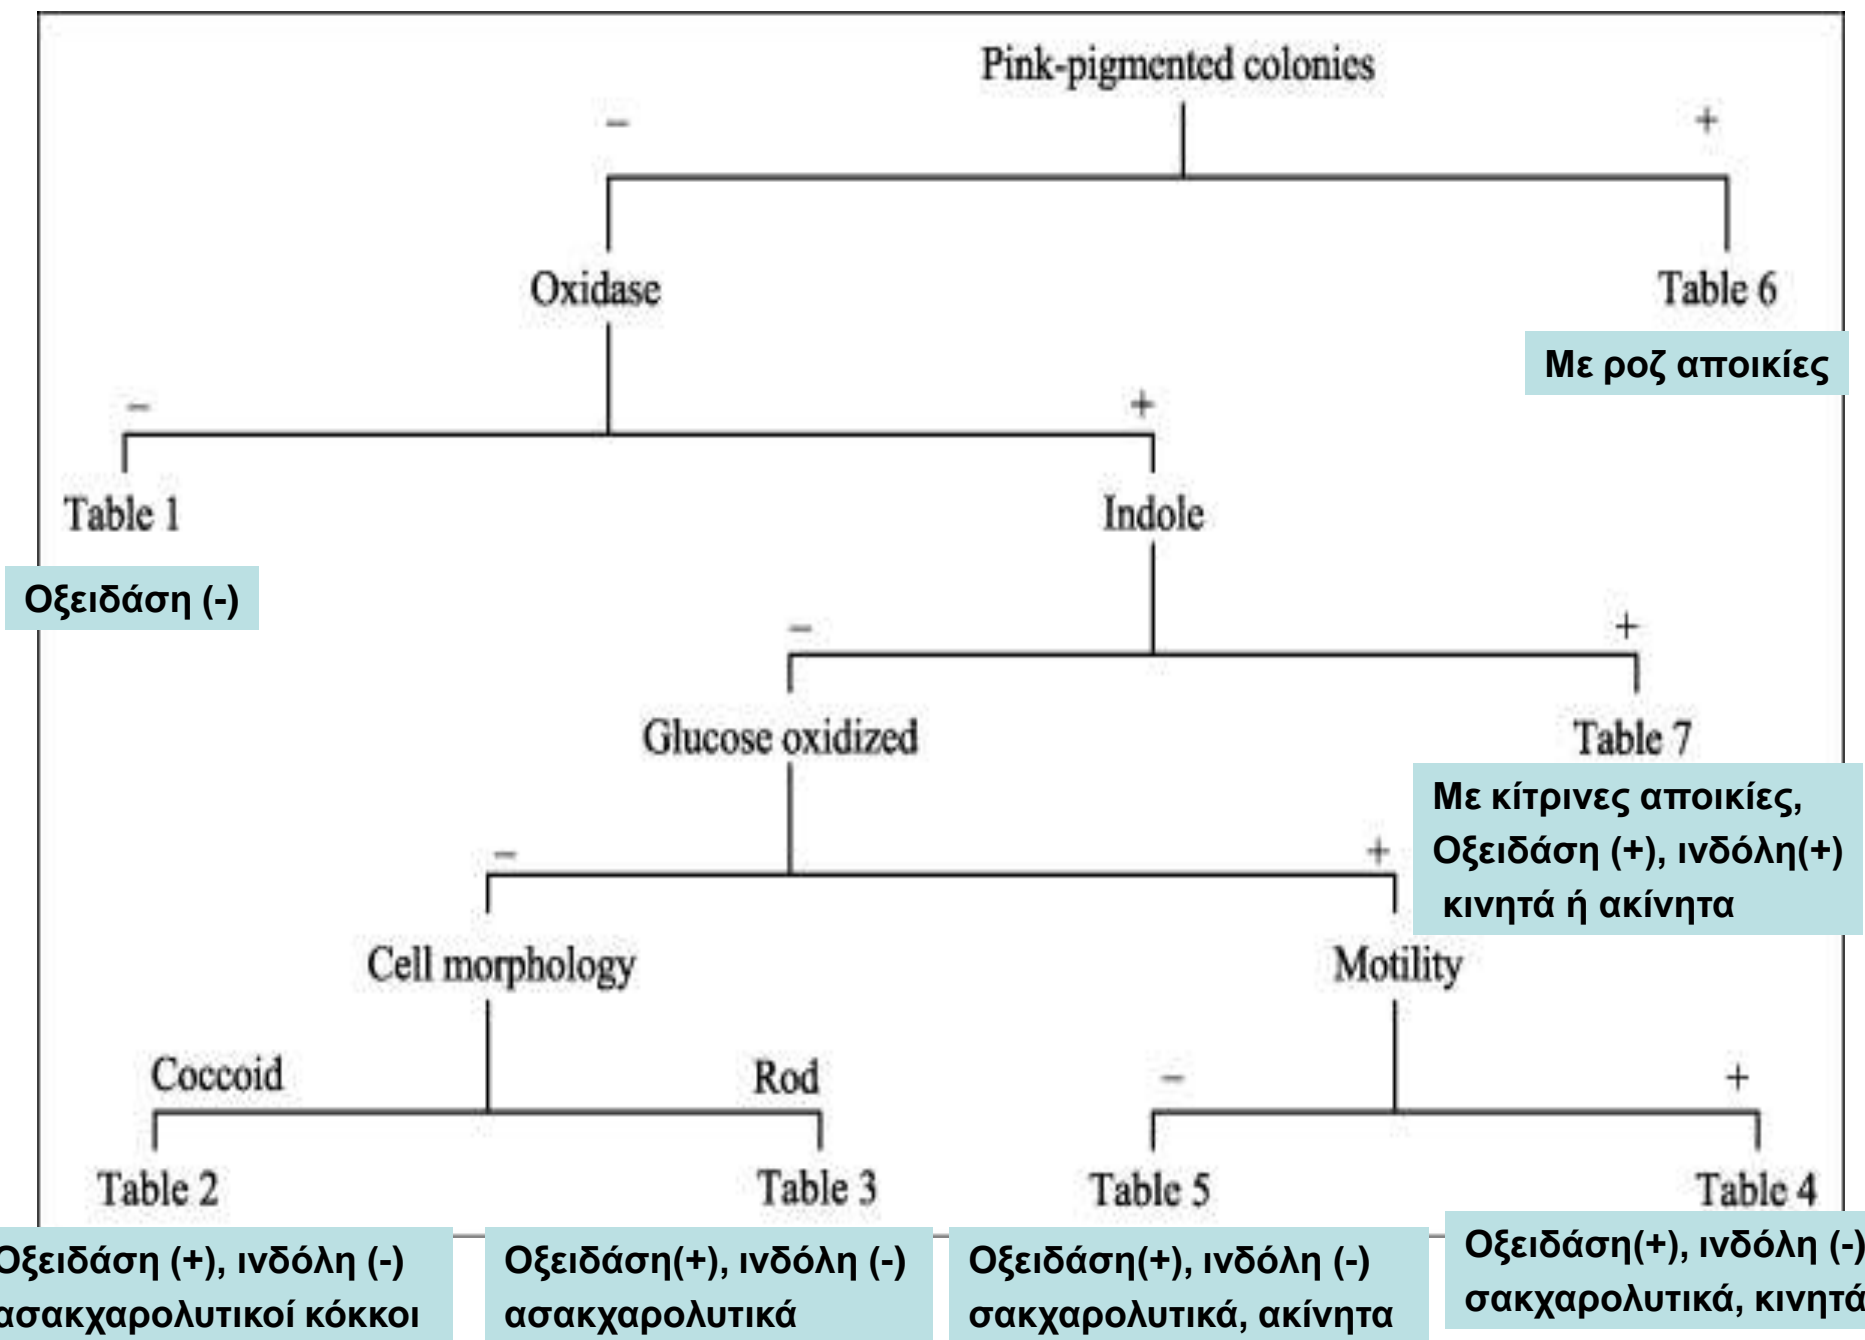 Pink-pigmented colonies
− +
Oxidase
Table 6
Με ροζ αποικίες
− +
Table 1
Indole
Οξειδάση (-)
− +
Glucose oxidized
Table 7
Με κίτρινες αποικίες,
Οξειδάση (+), ινδόλη(+)
κινητά ή ακίνητα
− +
Cell morphology
Motility
Coccoid
Rod
− +
Table 2
Table 3
Table 5
Table 4
Οξειδάση (+), ινδόλη (-)
ασακχαρολυτικοί κόκκοι
Οξειδάση(+), ινδόλη (-)
ασακχαρολυτικά
Οξειδάση(+), ινδόλη (-)
σακχαρολυτικά, ακίνητα
Οξειδάση(+), ινδόλη (-)
σακχαρολυτικά, κινητά